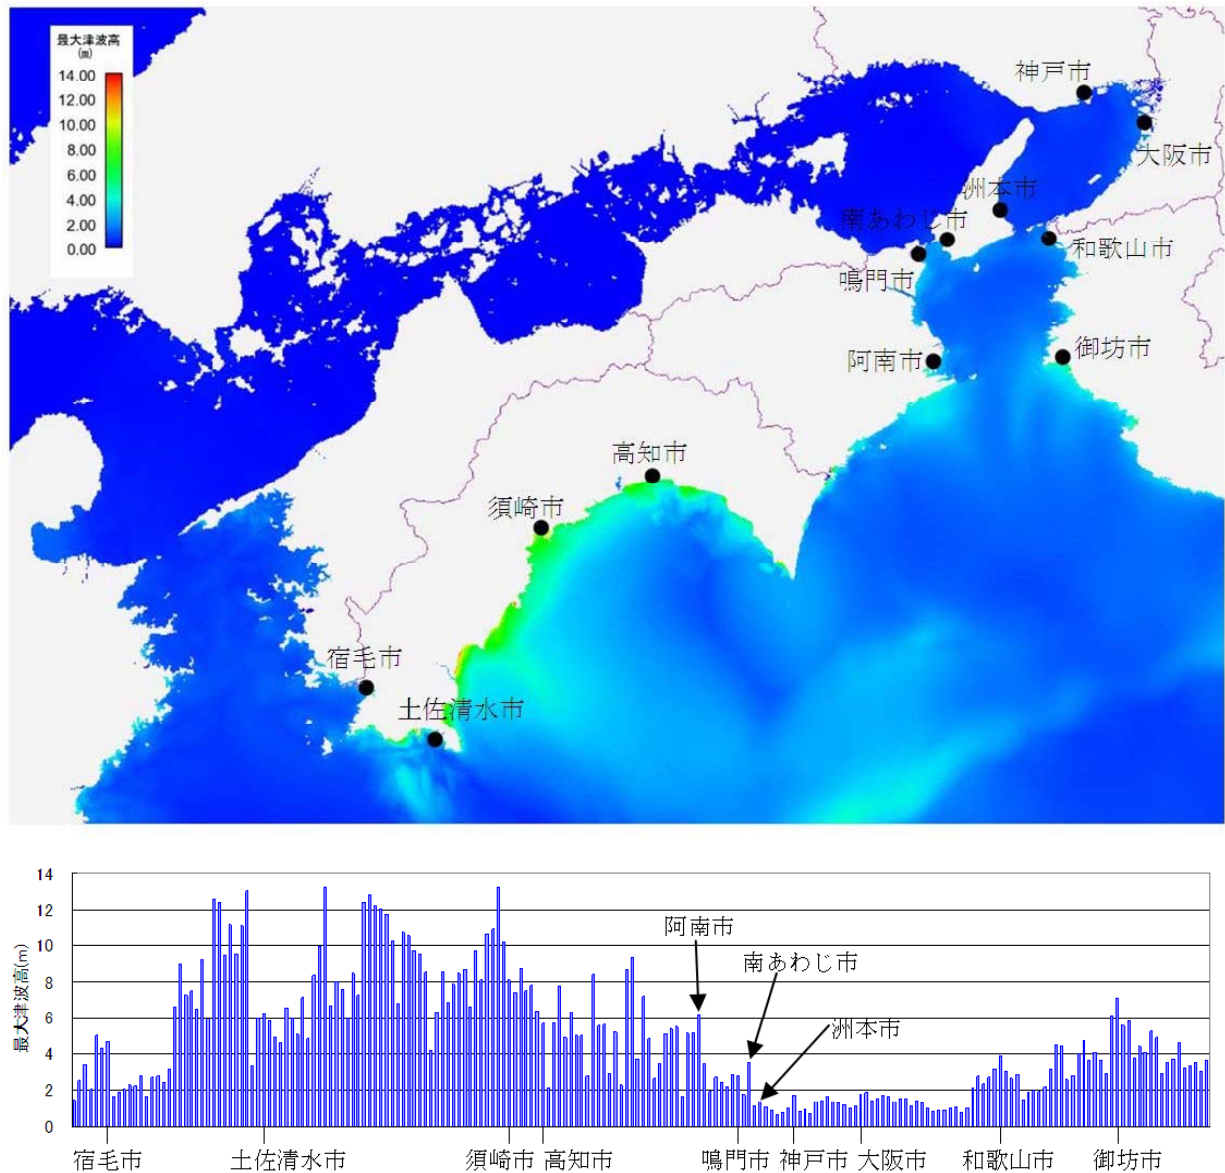 最大津波高
(m)
14.00
12.00
10.00
8.00
6.00
4.00
2.00
0.00
神戸市
大阪市
洲本市
南あわじ市
和歌山市
鳴門市
御坊市
阿南市
高知市
須崎市
宿毛市
土佐清水市
最大津波高(m)
14
12
10
8
6
4
2
0
阿南市
南あわじ市
洲本市
宿毛市 土佐清水市 須崎市 高知市 鳴門市 神戸市 大阪市 和歌山市 御坊市